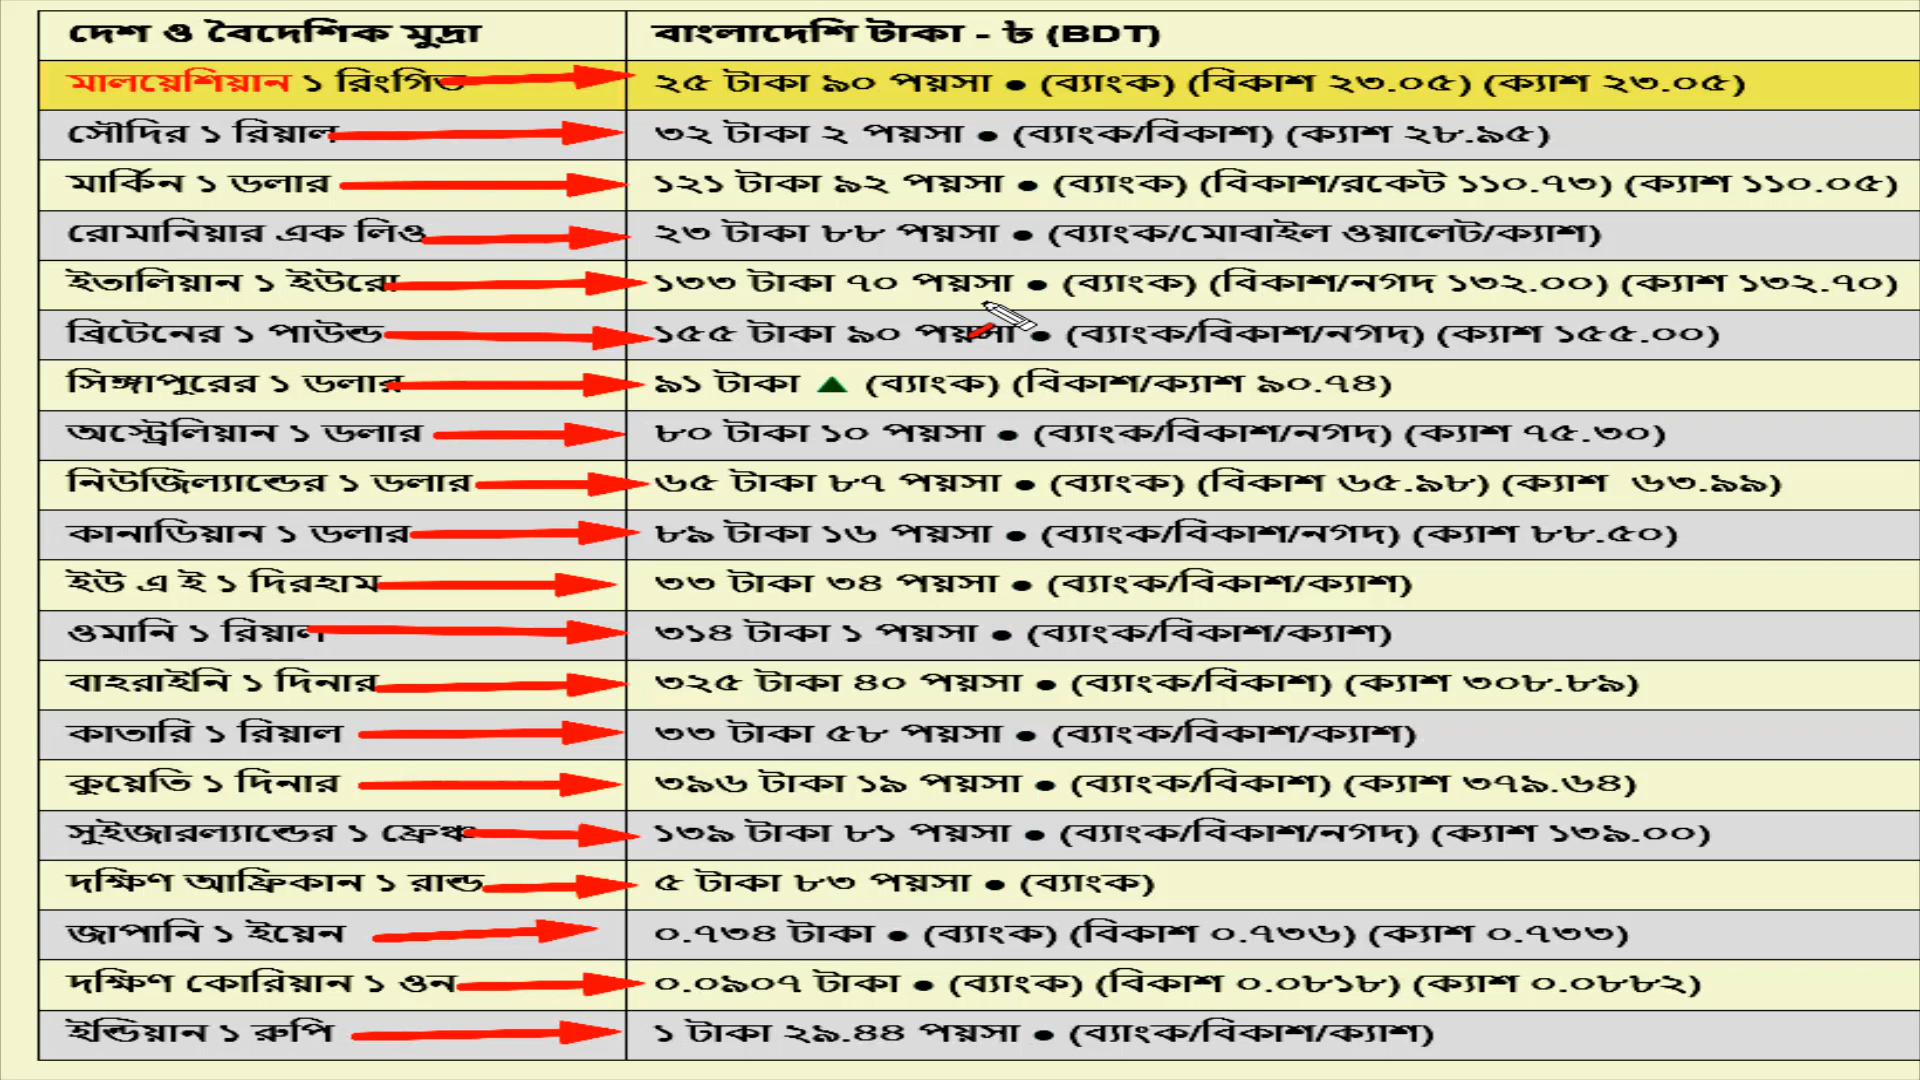 দেশ ও বৈদেশিক মুদ্রা বাংলাদেশি টাকা - ৳ (BDT)
মালয়েশিয়ান ১ রিংগিত ২৫ টাকা ৯০ পয়সা ● (ব্যাংক) (বিকাশ ২৩.০৫) (ক্যাশ ২৩.০৫)
সৌদির ১ রিয়াল ৩২ টাকা ২ পয়সা ● (ব্যাংক/বিকাশ) (ক্যাশ ২৮.৯৫)
মার্কিন ১ ডলার ১২১ টাকা ৯২ পয়সা ● (ব্যাংক) (বিকাশ/রকেট ১১০.৭৩) (ক্যাশ ১১০.০৫)
রোমানিয়ার এক লিও ২৩ টাকা ৮৮ পয়সা ● (ব্যাংক/মোবাইল ওয়ালেট/ক্যাশ)
ইতালিয়ান ১ ইউরো ১৩৩ টাকা ৭০ পয়সা ● (ব্যাংক) (বিকাশ/নগদ ১৩২.০০) (ক্যাশ ১৩২.৭০)
ব্রিটেনের ১ পাউন্ড ১৫৫ টাকা ৯০ পয়সা ● (ব্যাংক/বিকাশ/নগদ) (ক্যাশ ১৫৫.০০)
সিঙ্গাপুরের ১ ডলার ৯১ টাকা ▲ (ব্যাংক) (বিকাশ/ক্যাশ ৯০.৭৪)
অস্ট্রেলিয়ান ১ ডলার ৮০ টাকা ১০ পয়সা ● (ব্যাংক/বিকাশ/নগদ) (ক্যাশ ৭৫.৩০)
নিউজিল্যান্ডের ১ ডলার ৬৫ টাকা ৮৭ পয়সা ● (ব্যাংক) (বিকাশ ৬৫.৯৮) (ক্যাশ ৬৩.৯৯)
কানাডিয়ান ১ ডলার ৮৯ টাকা ১৬ পয়সা ● (ব্যাংক/বিকাশ/নগদ) (ক্যাশ ৮৮.৫০)
ইউ এ ই ১ দিরহাম ৩৩ টাকা ৩৪ পয়সা ● (ব্যাংক/বিকাশ/ক্যাশ)
ওমানি ১ রিয়াল ৩১৪ টাকা ১ পয়সা ● (ব্যাংক/বিকাশ/ক্যাশ)
বাহরাইনি ১ দিনার ৩২৫ টাকা ৪০ পয়সা ● (ব্যাংক/বিকাশ) (ক্যাশ ৩০৮.৮৯)
কাতারি ১ রিয়াল ৩৩ টাকা ৫৮ পয়সা ● (ব্যাংক/বিকাশ/ক্যাশ)
কুয়েতি ১ দিনার ৩৯৬ টাকা ১৯ পয়সা ● (ব্যাংক/বিকাশ) (ক্যাশ ৩৭৯.৬৪)
সুইজারল্যান্ডের ১ ফ্রেঞ্চ ১৩৯ টাকা ৮১ পয়সা ● (ব্যাংক/বিকাশ/নগদ) (ক্যাশ ১৩৯.০০)
দক্ষিণ আফ্রিকান ১ রান্ড ৫ টাকা ৮৩ পয়সা ● (ব্যাংক)
জাপানি ১ ইয়েন ০.৭৩৪ টাকা ● (ব্যাংক) (বিকাশ ০.৭৩৬) (ক্যাশ ০.৭৩৩)
দক্ষিণ কোরিয়ান ১ ওন ০.০৯০৭ টাকা ● (ব্যাংক) (বিকাশ ০.০৮১৮) (ক্যাশ ০.০৮৮২)
ইন্ডিয়ান ১ রুপি ১ টাকা ২৯.৪৪ পয়সা ● (ব্যাংক/বিকাশ/ক্যাশ)